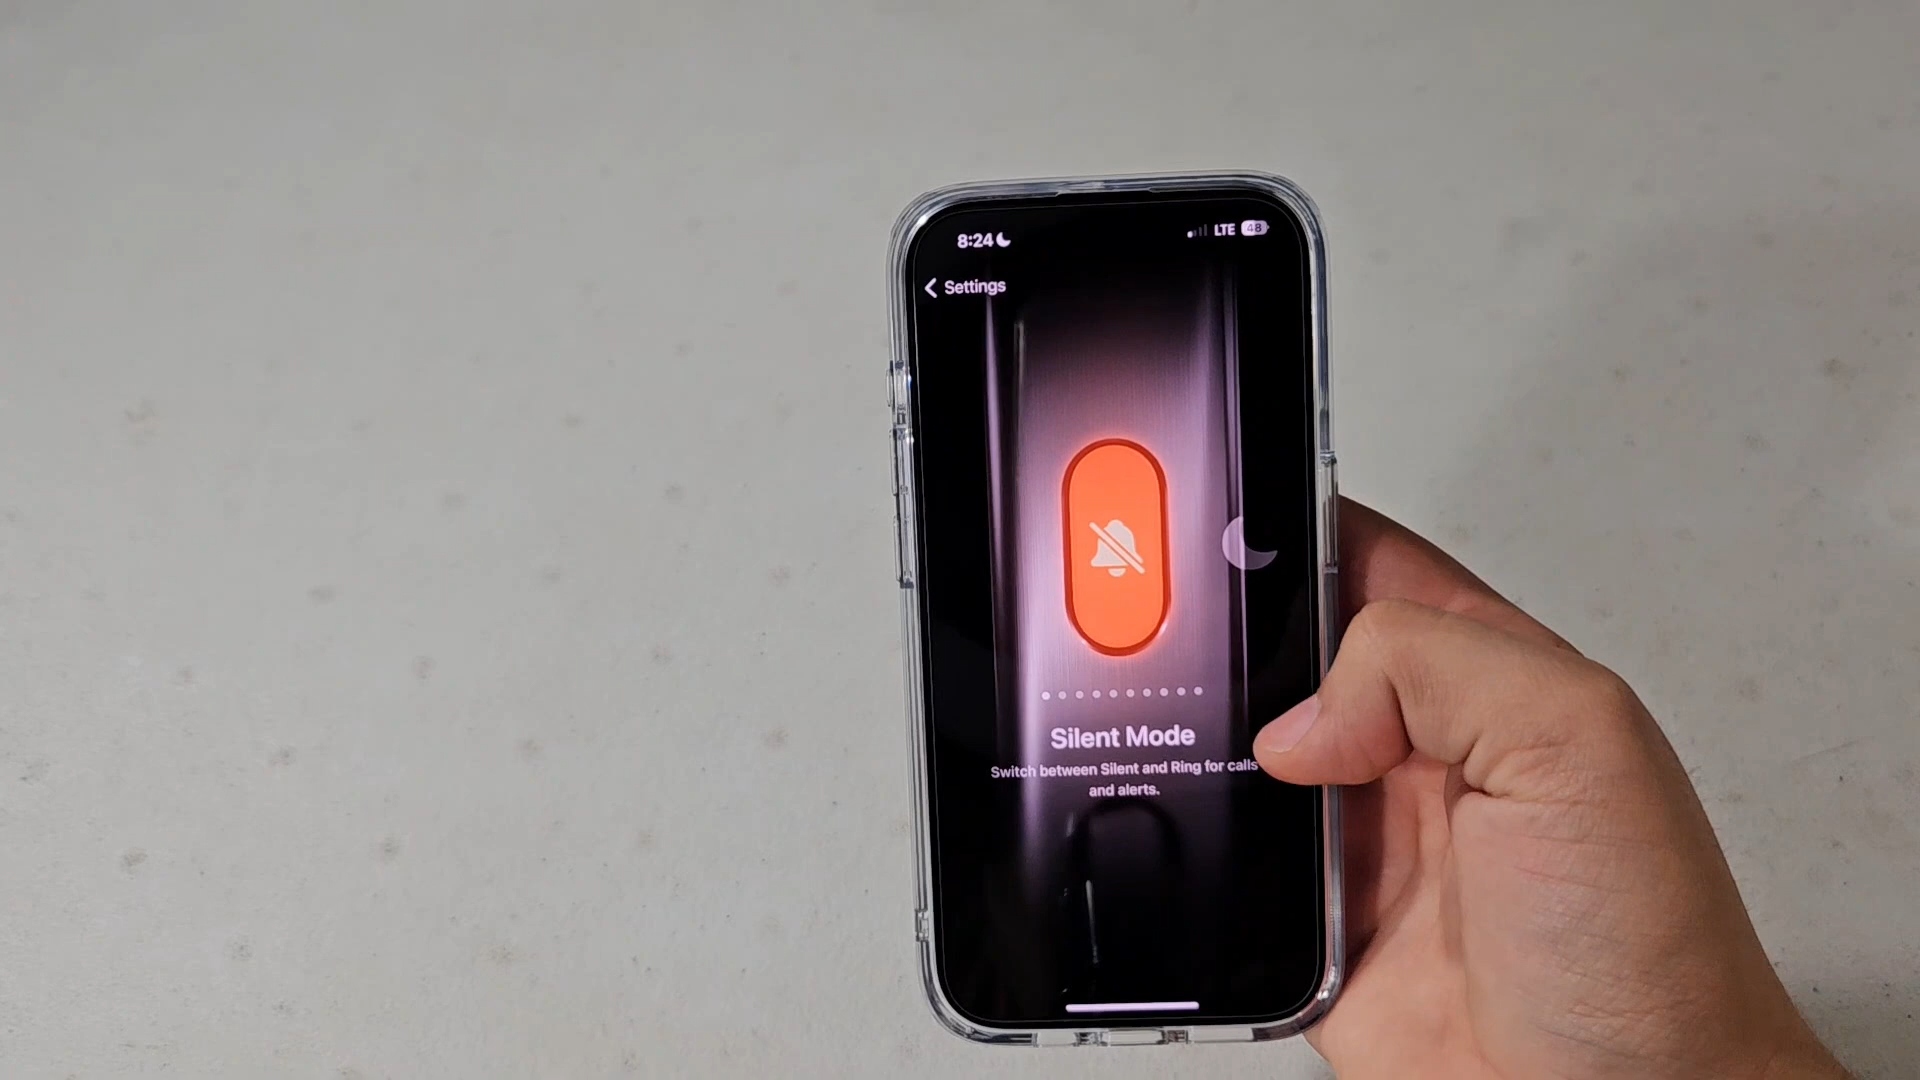 8:24
LTE 48
Settings
Silent Mode
Switch between Silent and Ring for calls
and alerts.